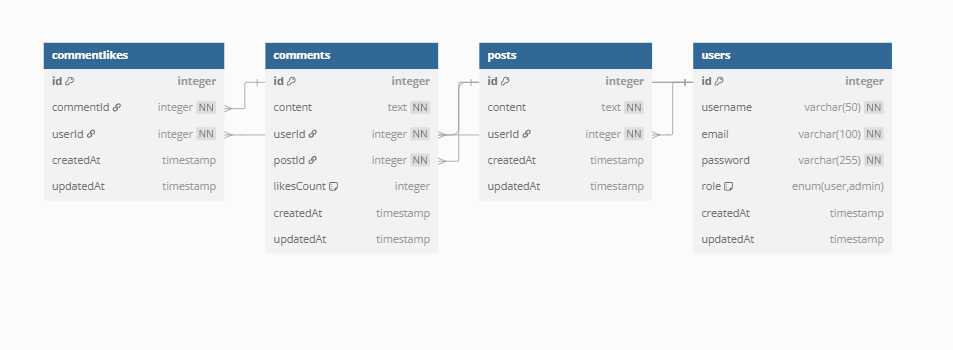 commentlikes
id integer
commentId integer NN
userId integer NN
createdAt timestamp
updatedAt timestamp
comments
id integer
content text NN
userId integer NN
postId integer NN
likesCount integer
createdAt timestamp
updatedAt timestamp
posts
id integer
content text NN
userId integer NN
createdAt timestamp
updatedAt timestamp
users
id integer
username varchar(50) NN
email varchar(100) NN
password varchar(255) NN
role enum(user,admin)
createdAt timestamp
updatedAt timestamp